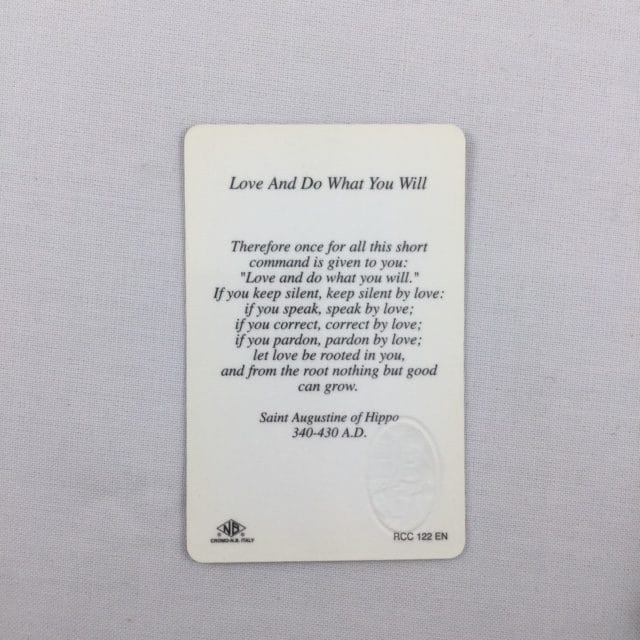 Love And Do What You Will
Therefore once for all this short
command is given to you:
"Love and do what you will."
If you keep silent, keep silent by love:
if you speak, speak by love;
if you correct, correct by love;
if you pardon, pardon by love;
let love be rooted in you,
and from the root nothing but good
can grow.
Saint Augustine of Hippo
340-430 A.D.
NB
CROMO-N.B. ITALY
RCC 122 EN